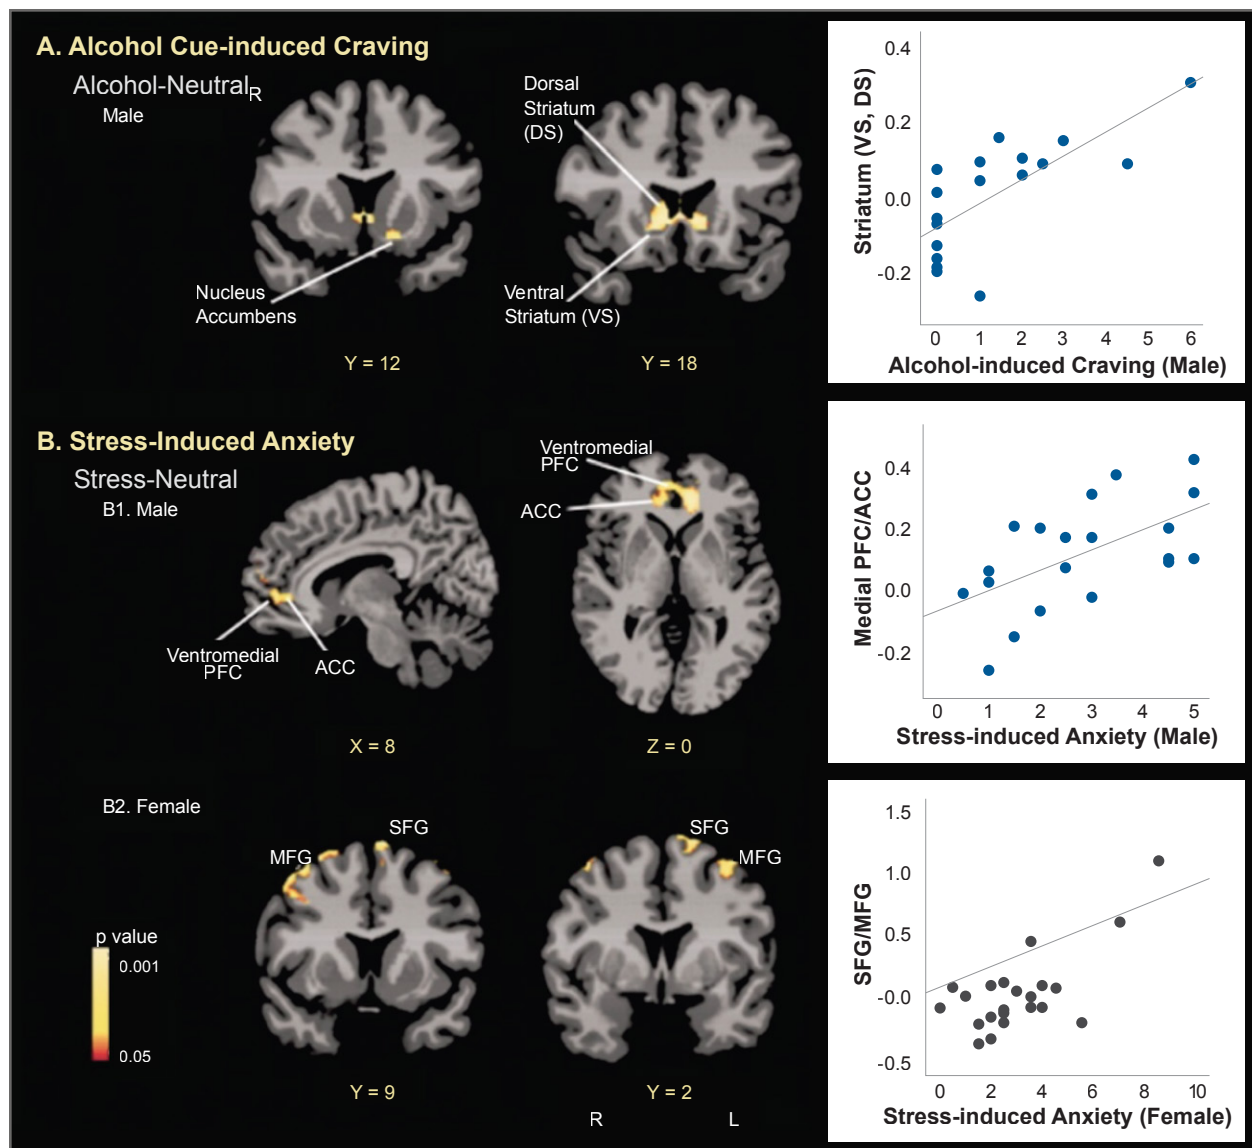 A. Alcohol Cue-induced Craving
Alcohol-Neutral
R
Male
Dorsal
Striatum
(DS)
Nucleus
Accumbens
Ventral
Striatum (VS)
Y = 12
Y = 18
Striatum (VS, DS)
0.4
0.2
0.0
-0.2
0 1 2 3 4 5 6
Alcohol-induced Craving (Male)
B. Stress-Induced Anxiety
Stress-Neutral
B1. Male
Ventromedial
PFC
ACC
Ventromedial
PFC
ACC
X = 8
Z = 0
Medial PFC/ACC
0.4
0.2
0.0
-0.2
0 1 2 3 4 5
Stress-induced Anxiety (Male)
B2. Female
MFG
SFG
SFG
MFG
p value
0.001
0.05
Y = 9
Y = 2
R L
SFG/MFG
1.5
1.0
0.5
-0.0
-0.5
0 2 4 6 8 10
Stress-induced Anxiety (Female)